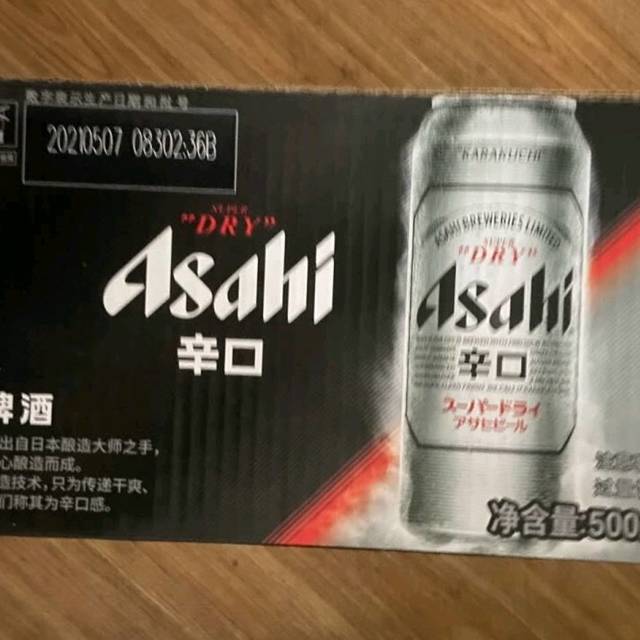 数字表示生产日期和批号
20210507 08302:36B
SUPER
"DRY"
Asahi
辛口
啤酒
出自日本酿造大师之手，
心酿造而成。
造技术，只为传递干爽、
们称其为辛口感。
KARAKUCHI
ASAHI BREWERIES LIMITED
SUPER
"DRY"
Asahi
辛口
スーパードライ
アサヒビール
净含量:500